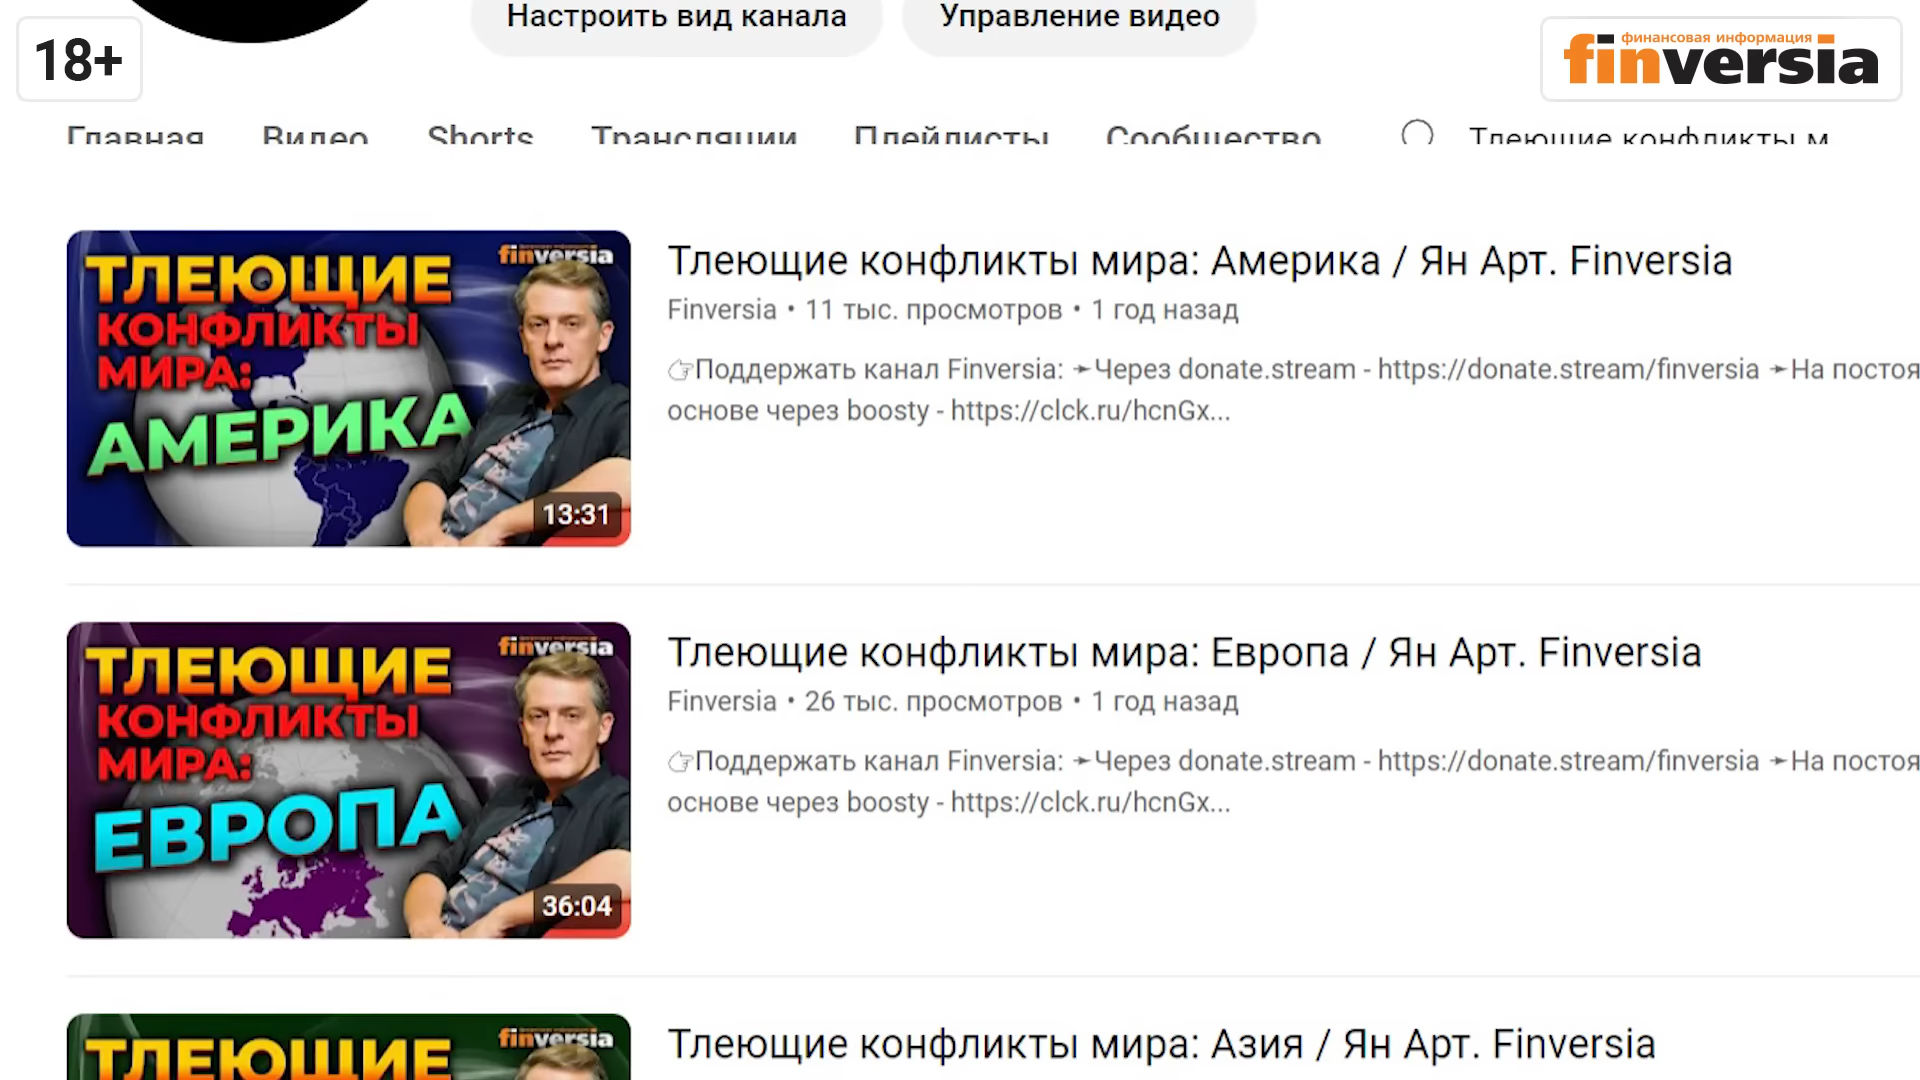 Настроить вид канала
Управление видео
18+
финансовая информация
finversia
Главная Видео Shorts Трансляции Плейлисты Сообщество Тлеющие конфликты м
finversia
ТЛЕЮЩИЕ
КОНФЛИКТЫ
МИРА:
АМЕРИКА
13:31
Тлеющие конфликты мира: Америка / Ян Арт. Finversia
Finversia • 11 тыс. просмотров • 1 год назад
👉Поддержать канал Finversia: ➛Через donate.stream - https://donate.stream/finversia ➛На постоя
основе через boosty - https://clck.ru/hcnGx...
finversia
ТЛЕЮЩИЕ
КОНФЛИКТЫ
МИРА:
ЕВРОПА
36:04
Тлеющие конфликты мира: Европа / Ян Арт. Finversia
Finversia • 26 тыс. просмотров • 1 год назад
👉Поддержать канал Finversia: ➛Через donate.stream - https://donate.stream/finversia ➛На постоя
основе через boosty - https://clck.ru/hcnGx...
finversia
ТЛЕЮЩИЕ
Тлеющие конфликты мира: Азия / Ян Арт. Finversia